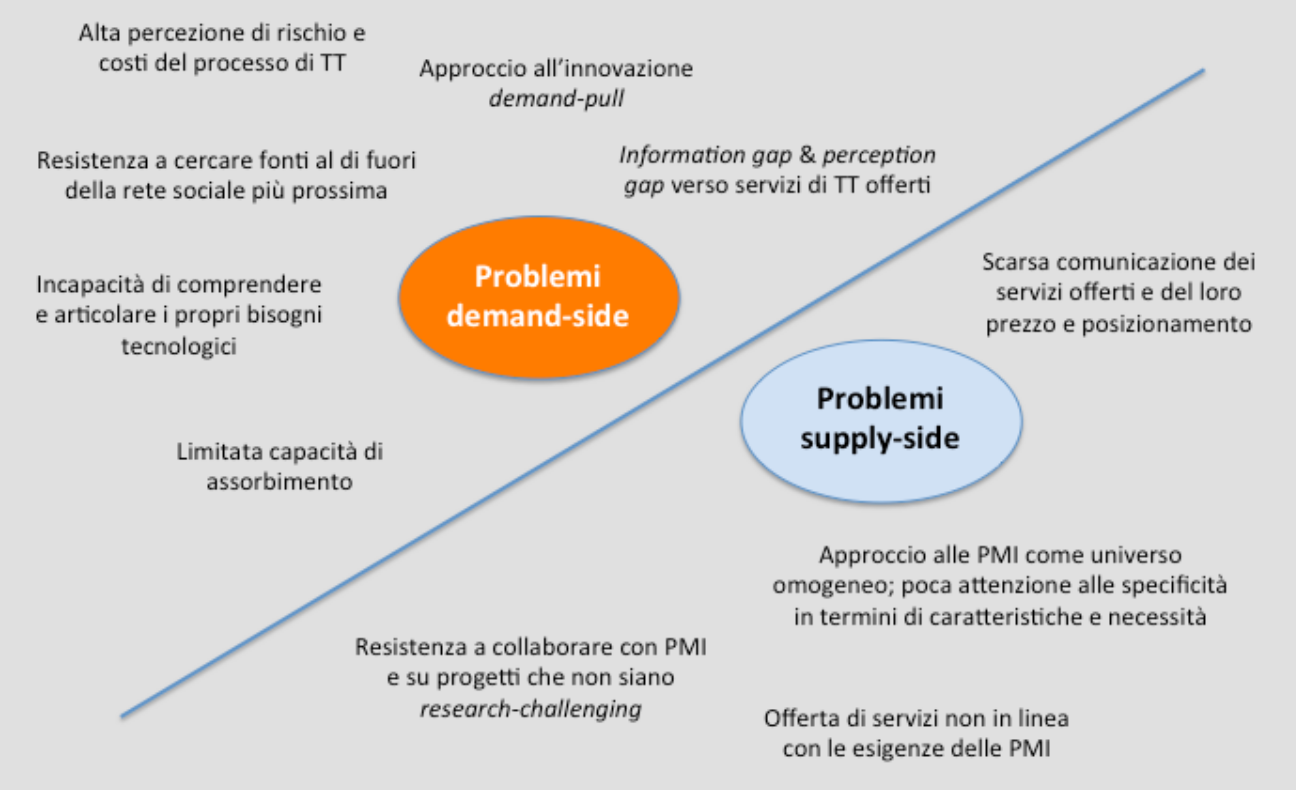 Alta percezione di rischio e
costi del processo di TT
Approccio all'innovazione
demand-pull
Resistenza a cercare fonti al di fuori
della rete sociale più prossima
Information gap & perception
gap verso servizi di TT offerti
Problemi
demand-side
Incapacità di comprendere
e articolare i propri bisogni
tecnologici
Limitata capacità di
assorbimento
Scarsa comunicazione dei
servizi offerti e del loro
prezzo e posizionamento
Problemi
supply-side
Approccio alle PMI come universo
omogeneo; poca attenzione alle specificità
in termini di caratteristiche e necessità
Resistenza a collaborare con PMI
e su progetti che non siano
research-challenging
Offerta di servizi non in linea
con le esigenze delle PMI